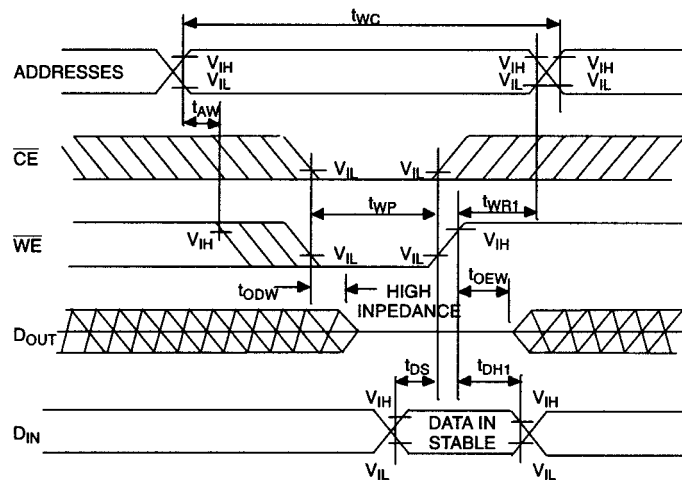 tWC
ADDRESSES
VIH
VIL
VIH
VIL
VIH
VIL
tAW
CE
VIL
VIL
tWP
tWR1
WE
VIH
VIL
VIL
VIH
tODW
HIGH
INPEDANCE
tOEW
DOUT
tDS
tDH1
VIH
VIH
DIN
DATA IN
STABLE
VIL
VIL